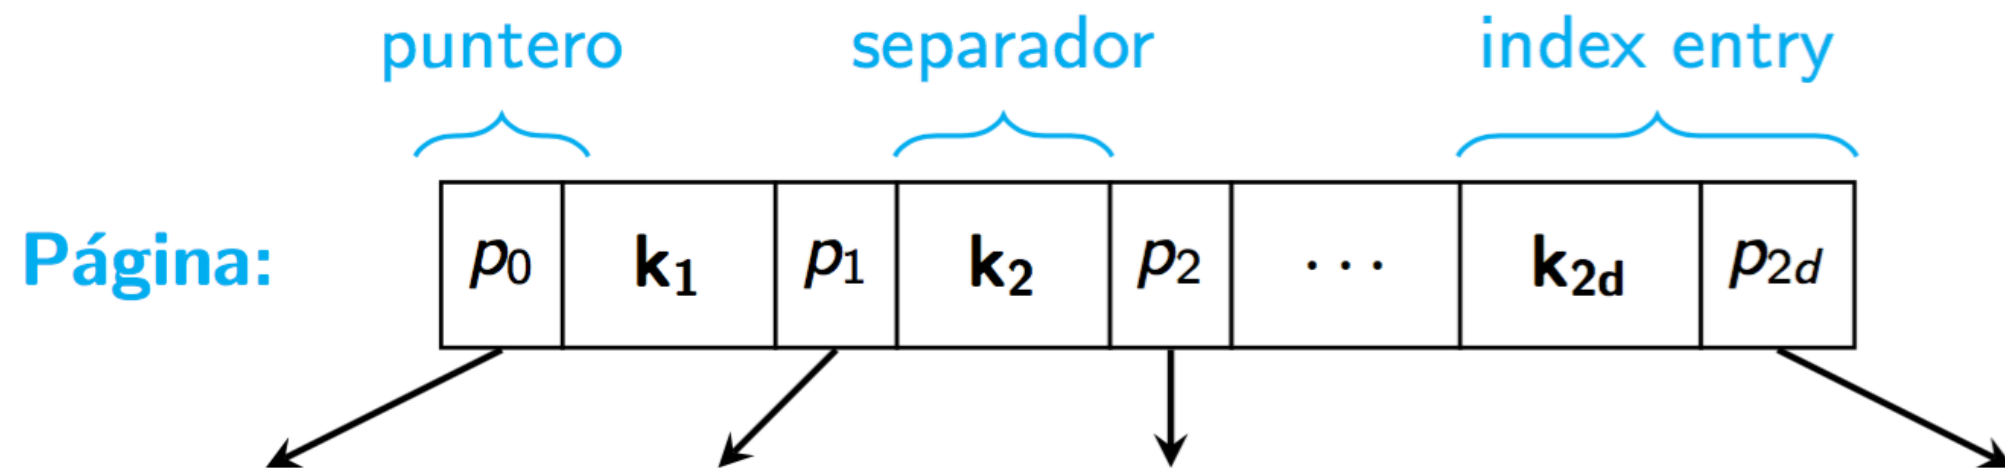 puntero separador index entry
Página: p₀ k₁ p₁ k₂ p₂ ... k₂d p₂d